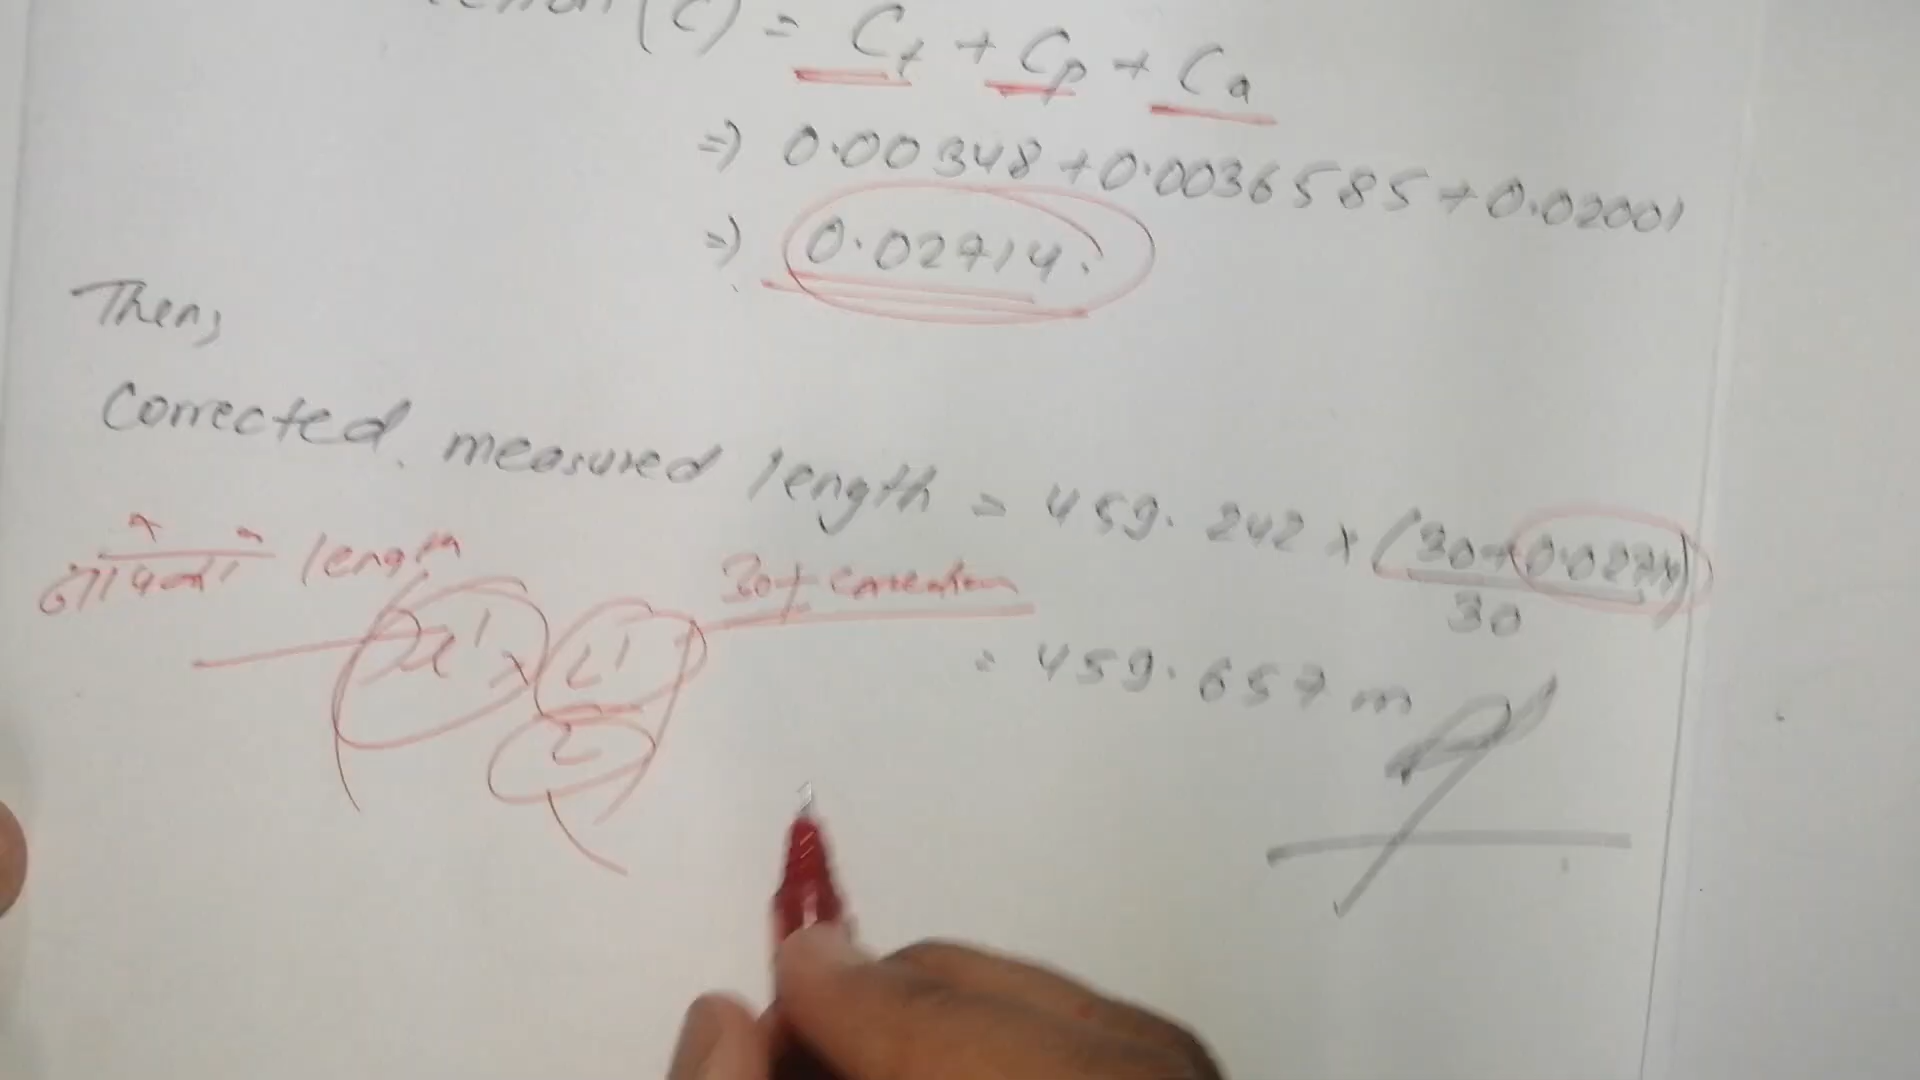 (C) = Ct + Cp + Ca
=) 0.00348 + 0.0036585 + 0.02001
=) 0.02714.
Then,
Corrected measured length = 459.242 x (30+0.02714)
30
length
30+ correction
x L'
L
= 459.657 m